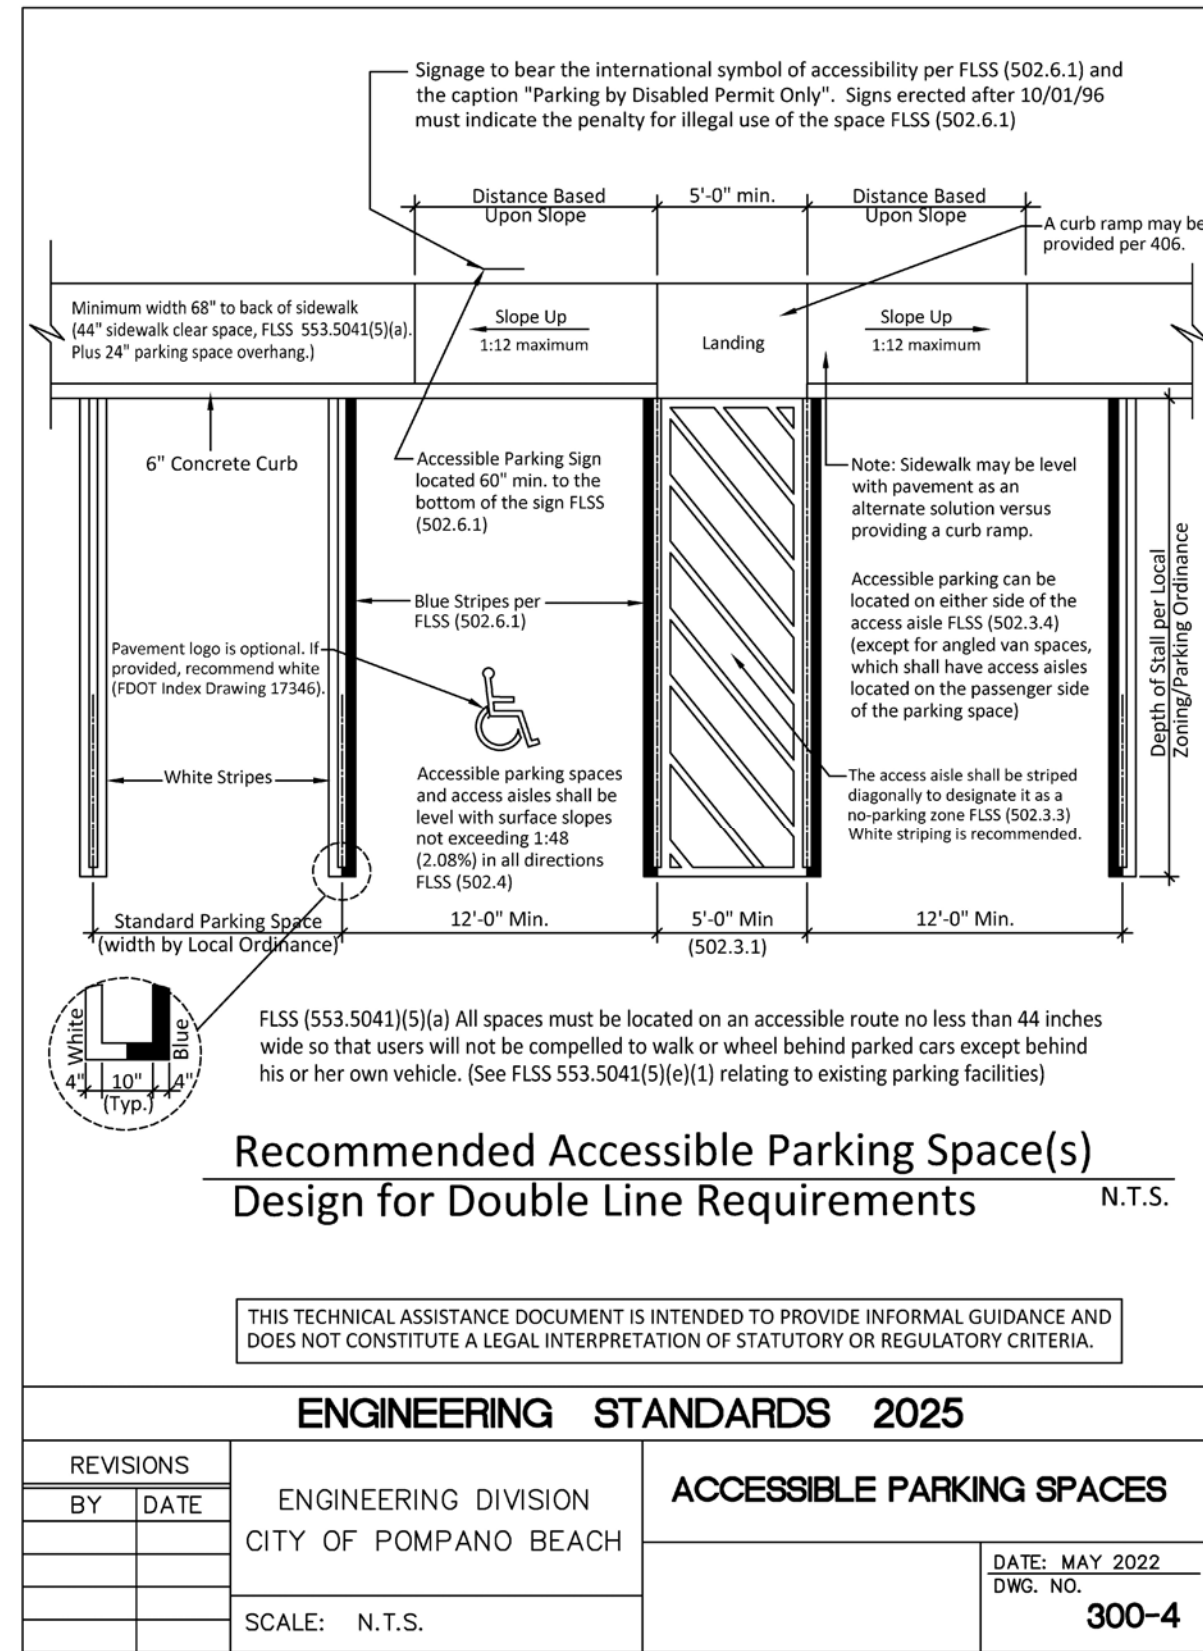 Signage to bear the international symbol of accessibility per FLSS (502.6.1) and
the caption "Parking by Disabled Permit Only".  Signs erected after 10/01/96
must indicate the penalty for illegal use of the space FLSS (502.6.1)
Distance Based
Upon Slope
5'-0" min.
Distance Based
Upon Slope
A curb ramp may be
provided per 406.
Minimum width 68" to back of sidewalk
(44" sidewalk clear space, FLSS 553.5041(5)(a).
Plus 24" parking space overhang.)
Slope Up
1:12 maximum
Landing
Slope Up
1:12 maximum
6" Concrete Curb
Accessible Parking Sign
located 60" min. to the
bottom of the sign FLSS
(502.6.1)
Note: Sidewalk may be level
with pavement as an
alternate solution versus
providing a curb ramp.
Accessible parking can be
located on either side of the
access aisle FLSS (502.3.4)
(except for angled van spaces,
which shall have access aisles
located on the passenger side
of the parking space)
Blue Stripes per
FLSS (502.6.1)
Pavement logo is optional. If
provided, recommend white
(FDOT Index Drawing 17346).
Depth of Stall per Local
Zoning/Parking Ordinance
White Stripes
Accessible parking spaces
and access aisles shall be
level with surface slopes
not exceeding 1:48
(2.08%) in all directions
FLSS (502.4)
The access aisle shall be striped
diagonally to designate it as a
no-parking zone FLSS (502.3.3)
White striping is recommended.
Standard Parking Space
(width by Local Ordinance)
12'-0" Min.
5'-0" Min
(502.3.1)
12'-0" Min.
White
Blue
4" 10" 4"
(Typ.)
FLSS (553.5041)(5)(a) All spaces must be located on an accessible route no less than 44 inches
wide so that users will not be compelled to walk or wheel behind parked cars except behind
his or her own vehicle. (See FLSS 553.5041(5)(e)(1) relating to existing parking facilities)
Recommended Accessible Parking Space(s)
Design for Double Line Requirements
N.T.S.
THIS TECHNICAL ASSISTANCE DOCUMENT IS INTENDED TO PROVIDE INFORMAL GUIDANCE AND
DOES NOT CONSTITUTE A LEGAL INTERPRETATION OF STATUTORY OR REGULATORY CRITERIA.
ENGINEERING STANDARDS 2025
REVISIONS
BY DATE
ENGINEERING DIVISION
CITY OF POMPANO BEACH
SCALE: N.T.S.
ACCESSIBLE PARKING SPACES
DATE: MAY 2022
DWG. NO.
300-4